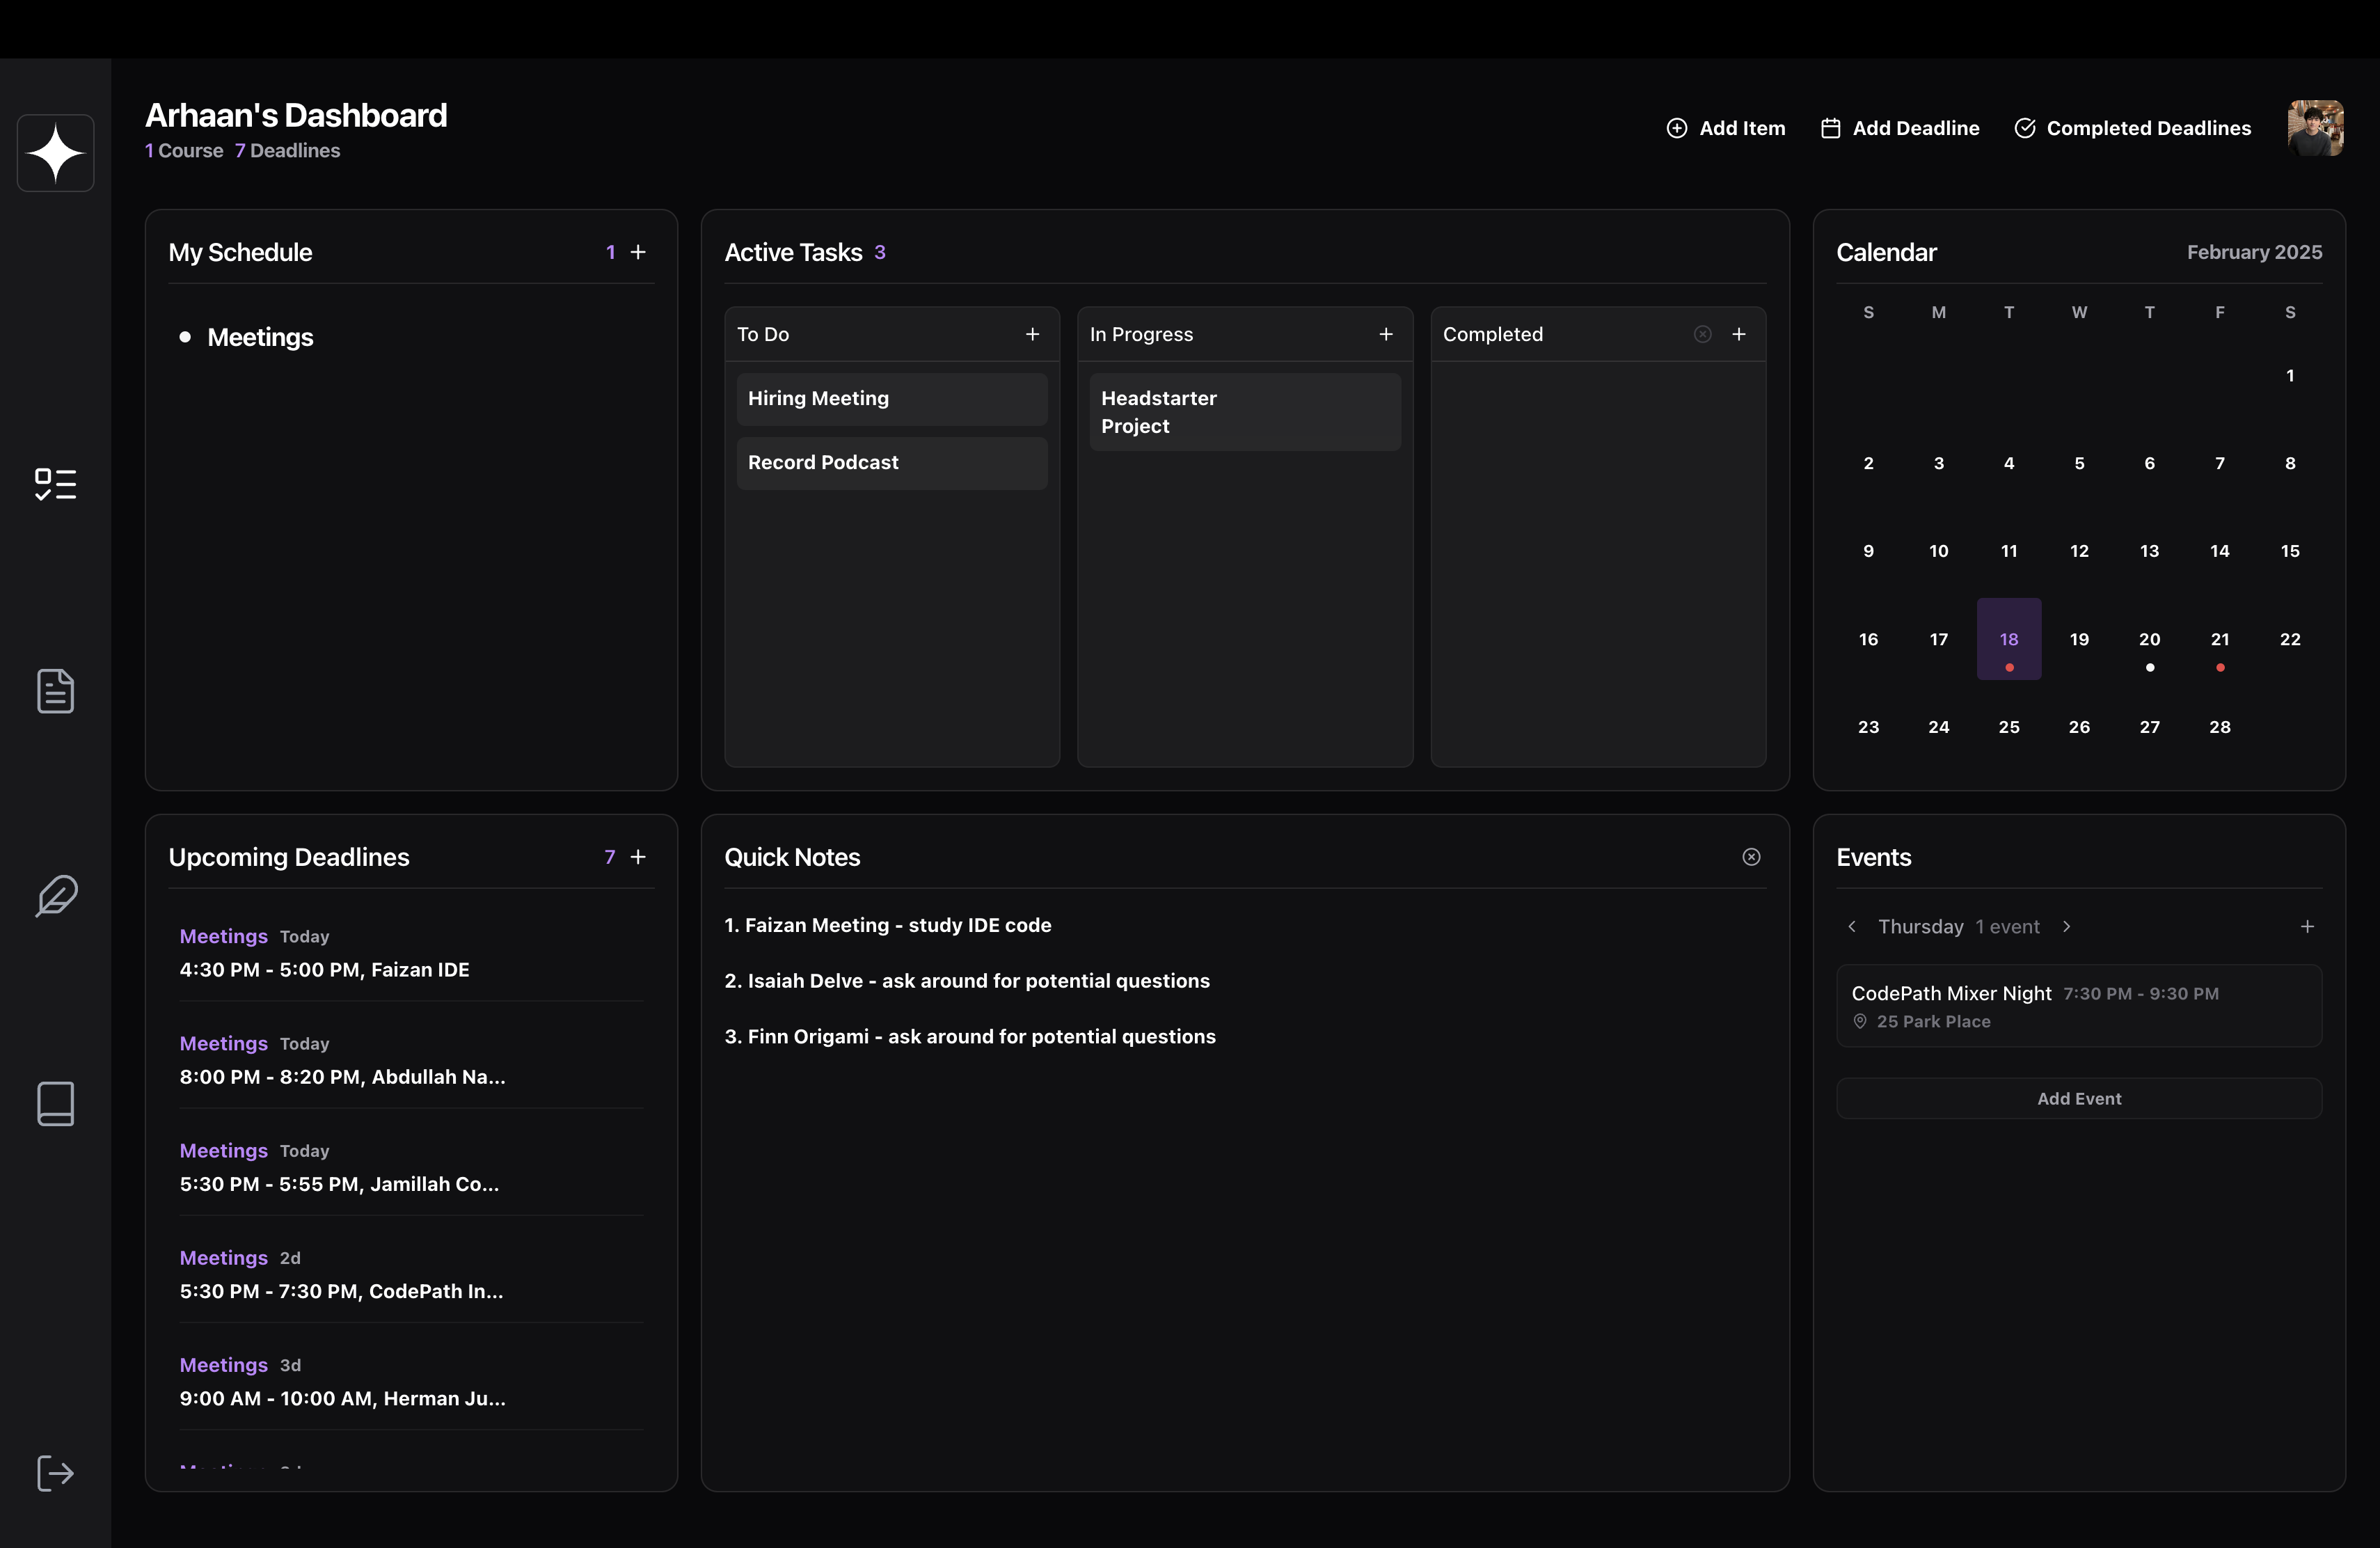 Arhaan's Dashboard
1 Course 7 Deadlines
Add Item
Add Deadline
Completed Deadlines
My Schedule 1
Meetings
Active Tasks 3
To Do
Hiring Meeting
Record Podcast
In Progress
Headstarter
Project
Completed
Calendar February 2025
S M T W T F S
1
2 3 4 5 6 7 8
9 10 11 12 13 14 15
16 17 18 19 20 21 22
23 24 25 26 27 28
Upcoming Deadlines 7
Meetings Today
4:30 PM - 5:00 PM, Faizan IDE
Meetings Today
8:00 PM - 8:20 PM, Abdullah Na...
Meetings Today
5:30 PM - 5:55 PM, Jamillah Co...
Meetings 2d
5:30 PM - 7:30 PM, CodePath In...
Meetings 3d
9:00 AM - 10:00 AM, Herman Ju...
Quick Notes
1. Faizan Meeting - study IDE code
2. Isaiah Delve - ask around for potential questions
3. Finn Origami - ask around for potential questions
Events
Thursday 1 event
CodePath Mixer Night 7:30 PM - 9:30 PM
25 Park Place
Add Event